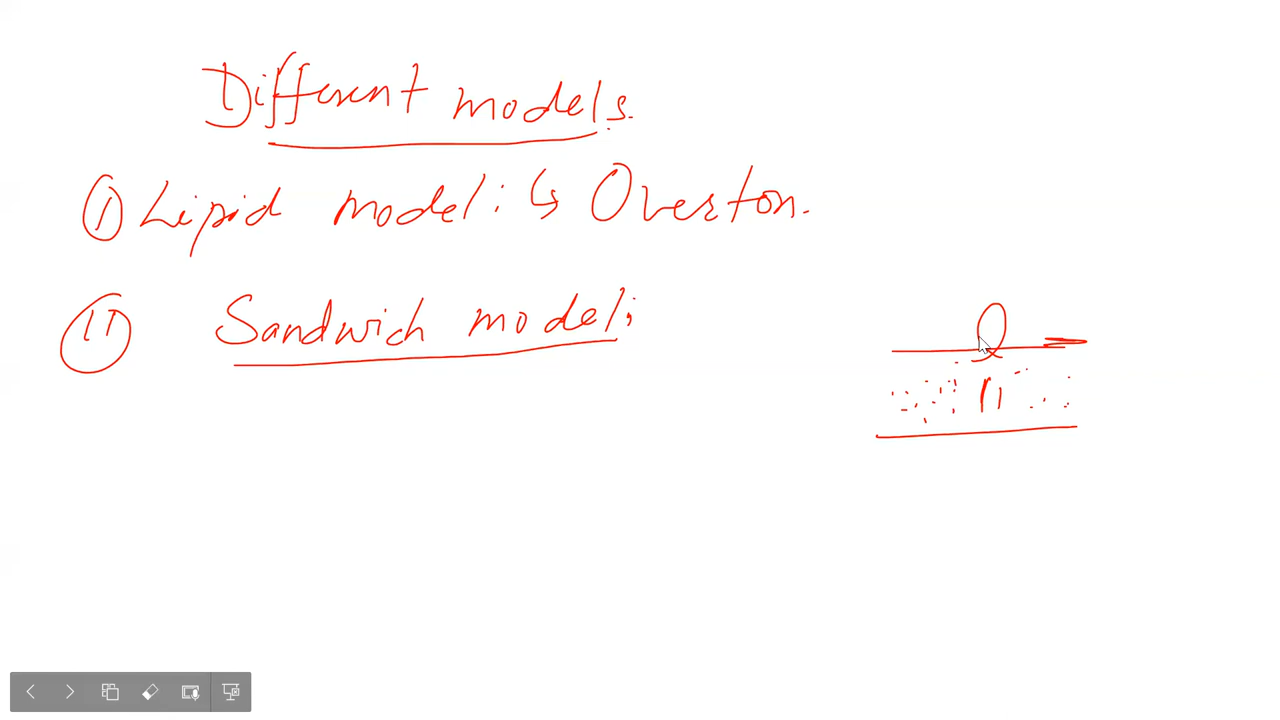 Different models.
(I) Lipid model: ↳ Overton.
(II) Sandwich model;